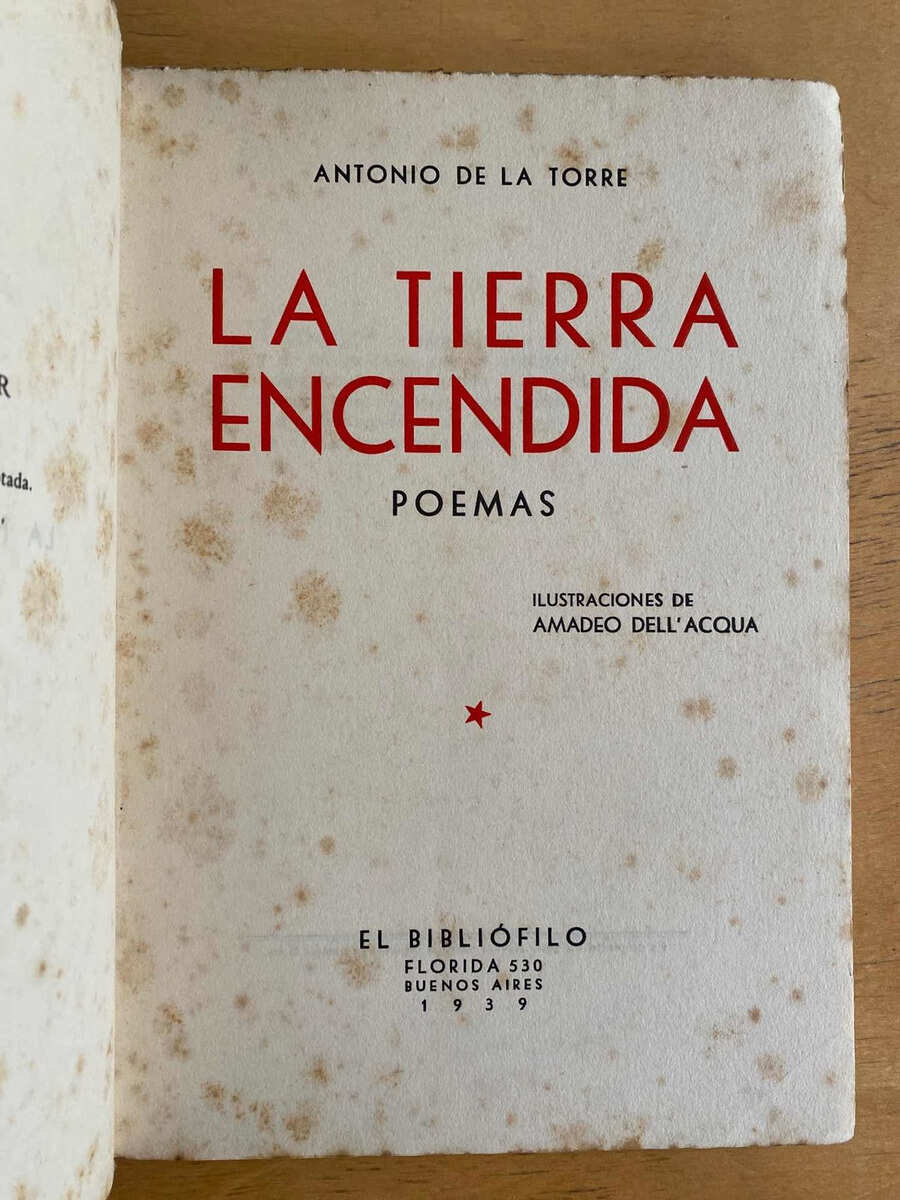 ANTONIO DE LA TORRE
LA TIERRA
ENCENDIDA
POEMAS
ILUSTRACIONES DE
AMADEO DELL'ACQUA
EL BIBLIÓFILO
FLORIDA 530
BUENOS AIRES
1939